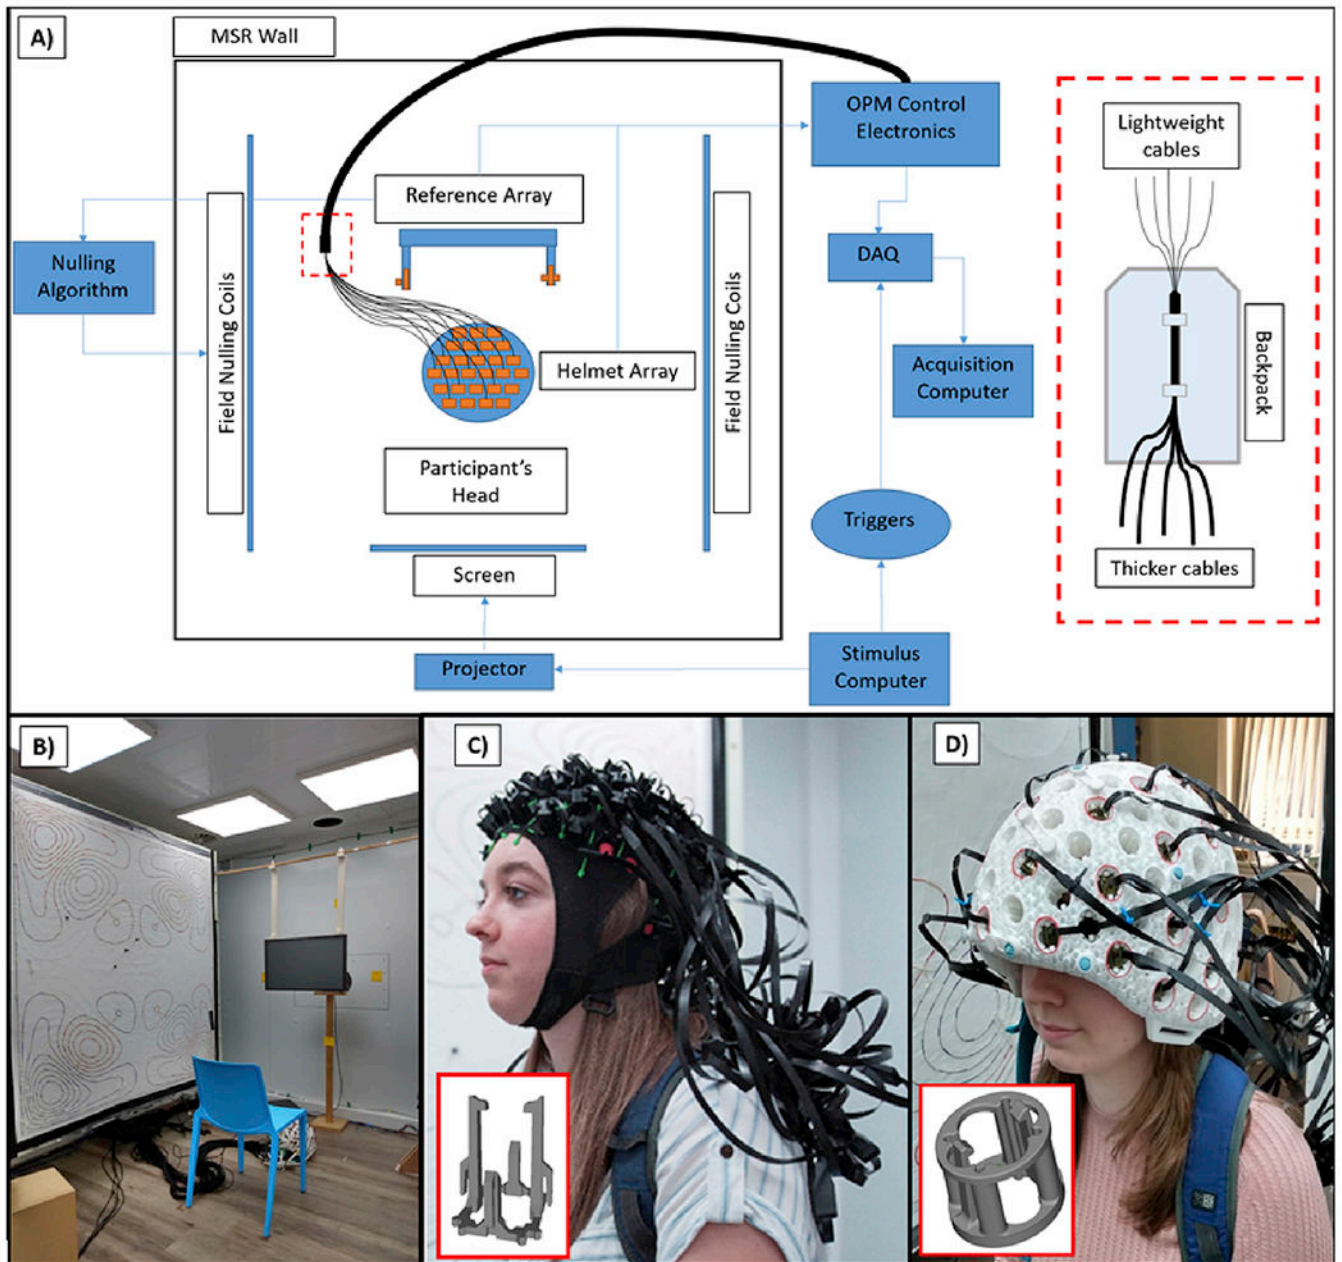 A)
MSR Wall
OPM Control
Electronics
Lightweight
cables
Reference Array
Nulling
Algorithm
Field Nulling Coils
DAQ
Field Nulling Coils
Helmet Array
Acquisition
Computer
Backpack
Participant's
Head
Triggers
Thicker cables
Screen
Projector
Stimulus
Computer
B)
C)
D)